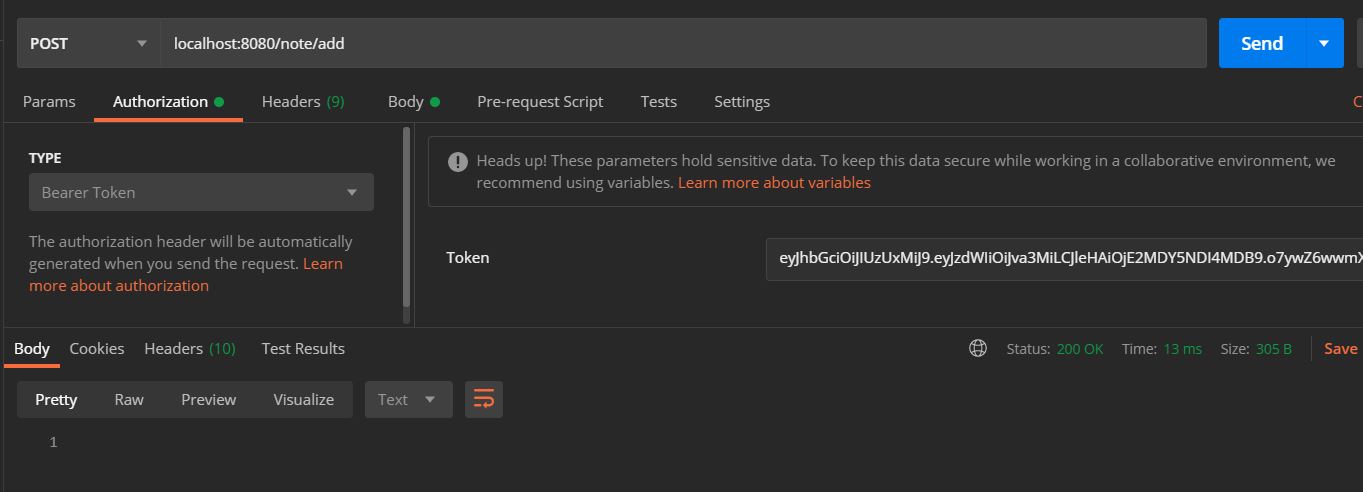 POST localhost:8080/note/add Send
Params Authorization Headers (9) Body Pre-request Script Tests Settings C
TYPE
Bearer Token
The authorization header will be automatically
generated when you send the request. Learn
more about authorization
Heads up! These parameters hold sensitive data. To keep this data secure while working in a collaborative environment, we
recommend using variables. Learn more about variables
Token eyJhbGciOiJIUzUxMiJ9.eyJzdWIiOiJva3MiLCJleHAiOjE2MDY5NDI4MDB9.o7ywZ6wwmX
Body Cookies Headers (10) Test Results Status: 200 OK Time: 13 ms Size: 305 B Save
Pretty Raw Preview Visualize Text
1